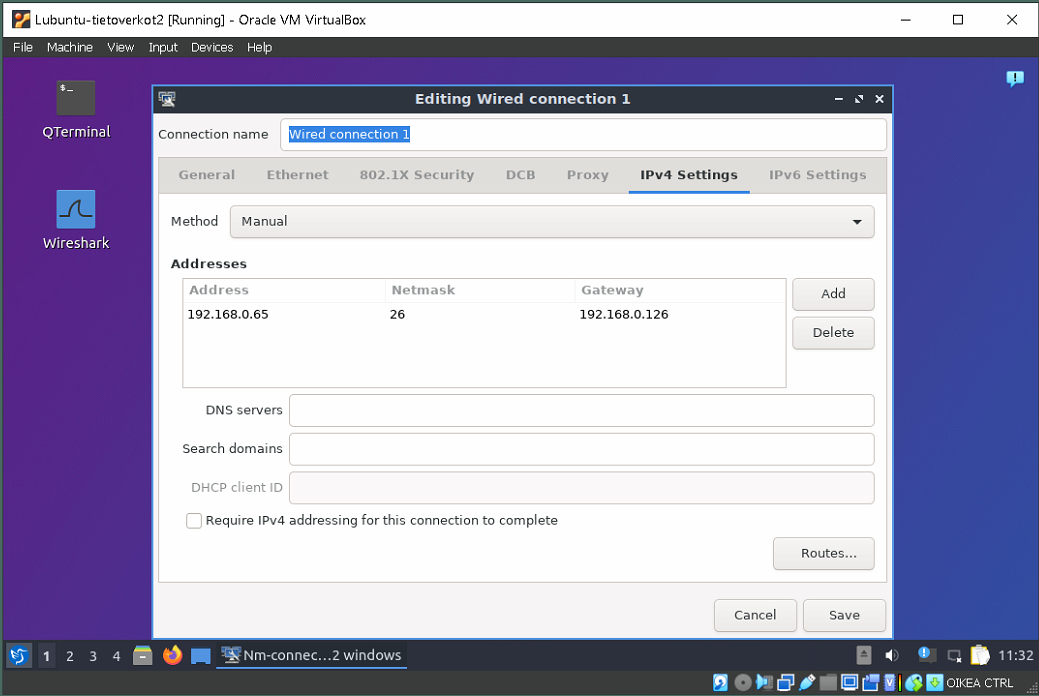 Lubuntu-tietoverkot2 [Running] - Oracle VM VirtualBox
File Machine View Input Devices Help
$_
QTerminal
Wireshark
Editing Wired connection 1
Connection name Wired connection 1
General Ethernet 802.1X Security DCB Proxy IPv4 Settings IPv6 Settings
Method Manual
Addresses
Address Netmask Gateway
192.168.0.65 26 192.168.0.126
Add
Delete
DNS servers
Search domains
DHCP client ID
Require IPv4 addressing for this connection to complete
Routes...
Cancel Save
1 2 3 4 Nm-connec...2 windows 11:32
OIKEA CTRL